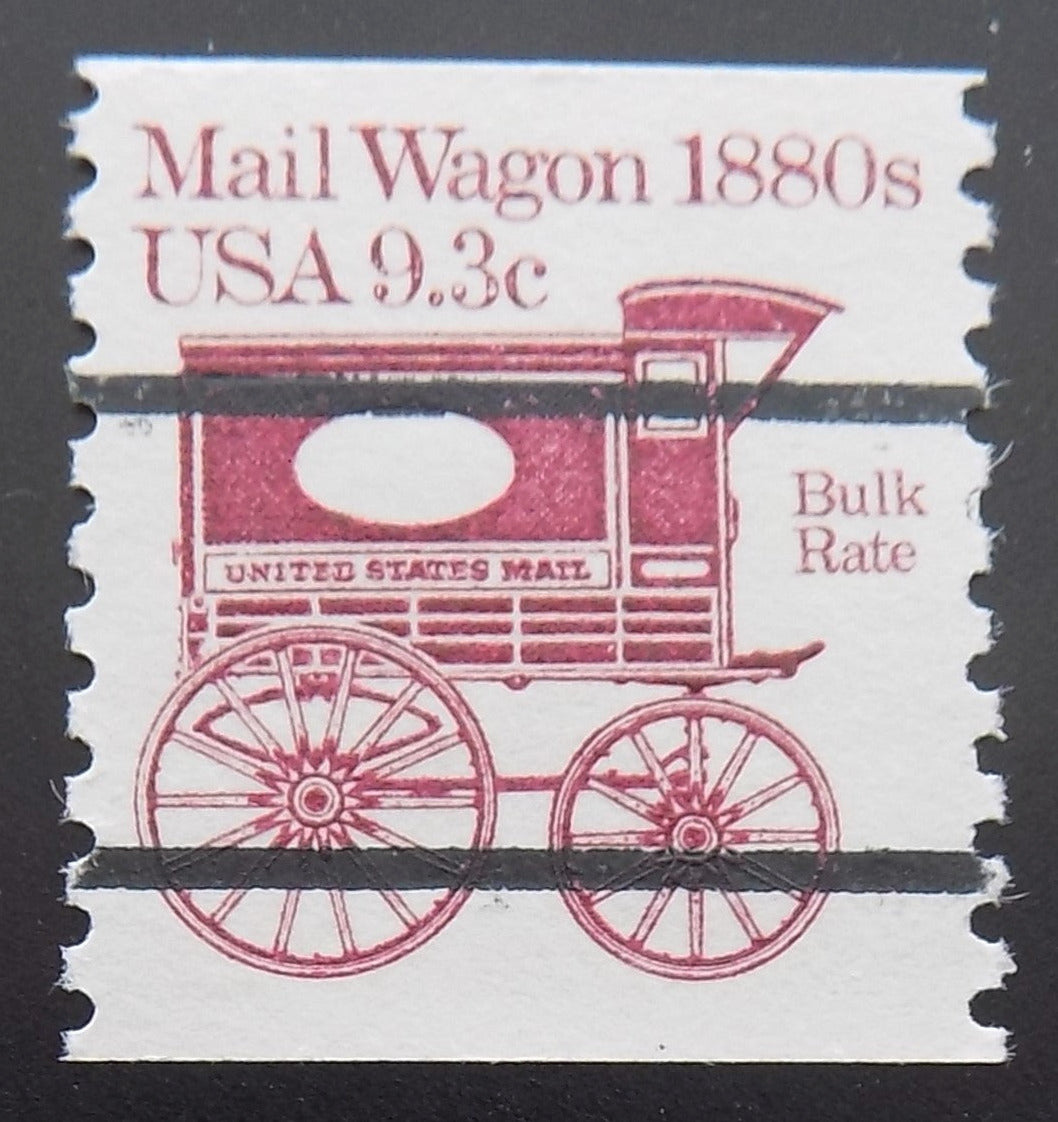 Mail Wagon 1880s
USA 9.3c
Bulk
Rate
UNITED STATES MAIL